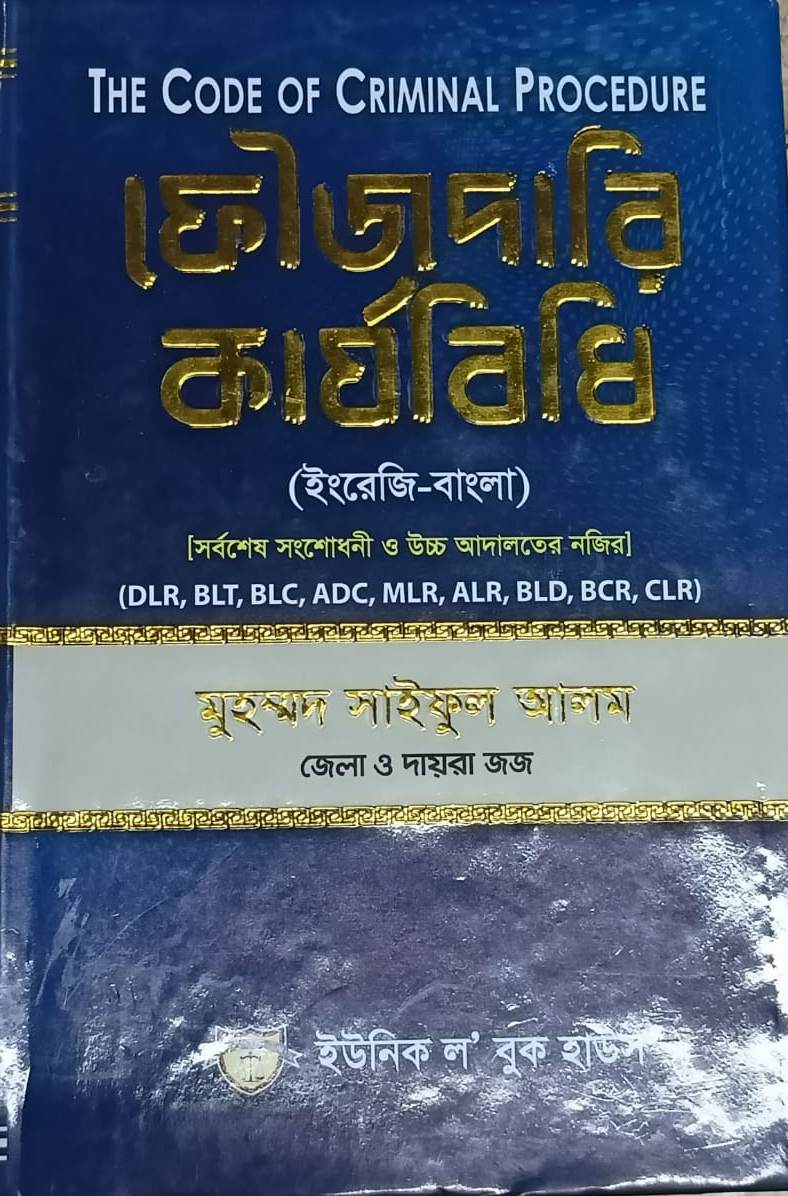 THE CODE OF CRIMINAL PROCEDURE
ফৌজদারি
কার্যবিধি
(ইংরেজি-বাংলা)
[সর্বশেষ সংশোধনী ও উচ্চ আদালতের নজির]
(DLR, BLT, BLC, ADC, MLR, ALR, BLD, BCR, CLR)
মুহম্মদ সাইফুল আলম
জেলা ও দায়রা জজ
ইউনিক ল' বুক হাউস